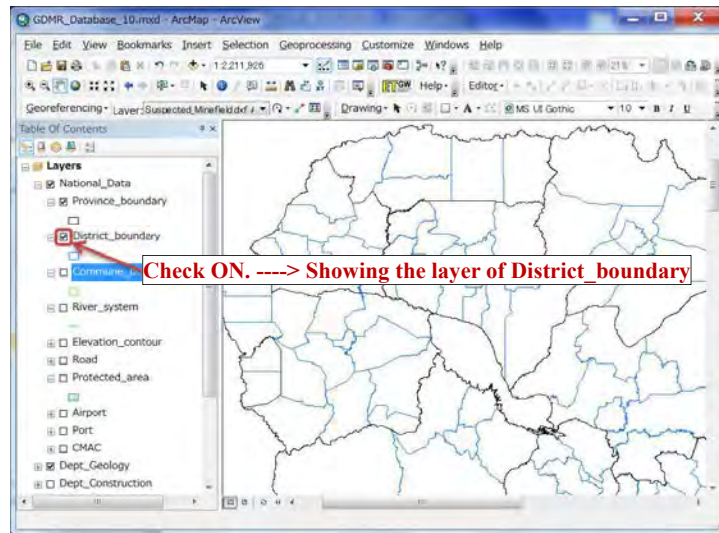 GDMR_Database_10.mxd - ArcMap - ArcView
File Edit View Bookmarks Insert Selection Geoprocessing Customize Windows Help
1:2,211,926
21%
Help
Editor
Georeferencing Layer: Drawing A MS UI Gothic 10 B I U
Table Of Contents
Layers
National_Data
Province_boundary
District_boundary
Check ON. ----> Showing the layer of District_boundary
River_system
Elevation_contour
Road
Protected_area
Airport
Port
CMAC
Dept_Geology
Dept_Construction